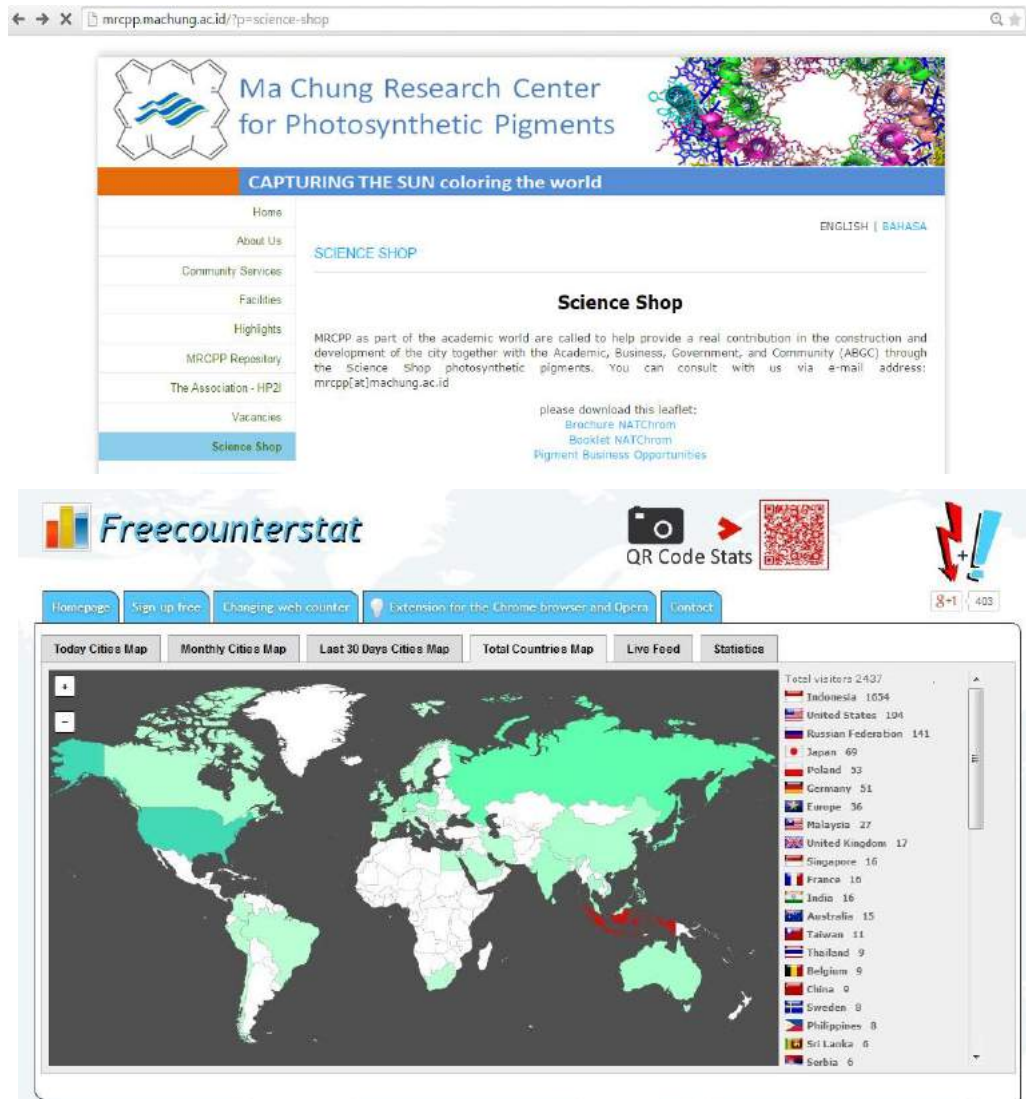 mrcpp.machung.ac.id/?p=science-shop
Ma Chung Research Center
for Photosynthetic Pigments
CAPTURING THE SUN coloring the world
Home
About Us
Community Services
Facilities
Highlights
MRCPP Repository
The Association - HP2I
Vacancies
Science Shop
ENGLISH | BAHASA
SCIENCE SHOP
Science Shop
MRCPP as part of the academic world are called to help provide a real contribution in the construction and
development of the city together with the Academic, Business, Government, and Community (ABGC) through
the Science Shop photosynthetic pigments. You can consult with us via e-mail address:
mrcpp[at]machung.ac.id
please download this leaflet:
Brochure NATChrom
Booklet NATChrom
Pigment Business Opportunities
Freecounterstat
QR Code Stats
Homepage
Sign up free
Changing web counter
Extension for the Chrome browser and Opera
Contact
g+1 403
Today Cities Map
Monthly Cities Map
Last 30 Days Cities Map
Total Countries Map
Live Feed
Statistics
+
-
Total visitors 2437
Indonesia 1654
United States 194
Russian Federation 141
Japan 69
Poland 53
Germany 51
Europe 36
Malaysia 27
United Kingdom 17
Singapore 16
France 16
India 16
Australia 15
Taiwan 11
Thailand 9
Belgium 9
China 9
Sweden 8
Philippines 8
Sri Lanka 6
Serbia 6